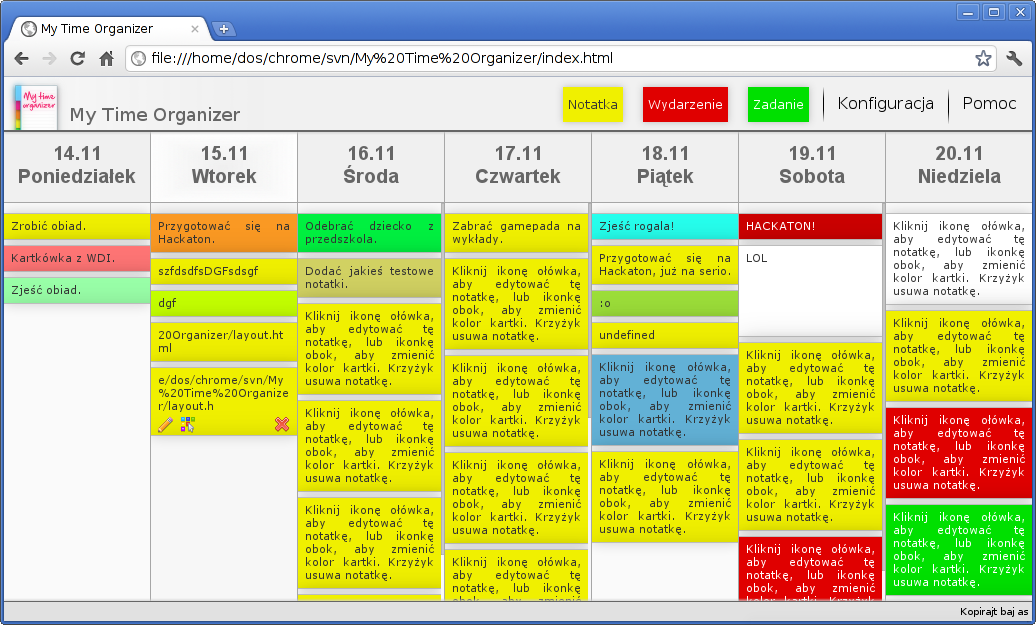 My Time Organizer
file:///home/dos/chrome/svn/My%20Time%20Organizer/index.html
My time
organizer
My Time Organizer
Notatka
Wydarzenie
Zadanie
Konfiguracja
Pomoc
14.11
Poniedziałek
15.11
Wtorek
16.11
Środa
17.11
Czwartek
18.11
Piątek
19.11
Sobota
20.11
Niedziela
Zrobić obiad.
Kartkówka z WDI.
Zjeść obiad.
Przygotować się na
Hackaton.
szfdsdfsDGFsdsgf
dgf
20Organizer/layout.ht
ml
e/dos/chrome/svn/My
%20Time%20Organize
r/layout.h
Odebrać dziecko z
przedszkola.
Dodać jakieś testowe
notatki.
Kliknij ikonę ołówka,
aby edytować tę
notatkę, lub ikonkę
obok, aby zmienić
kolor kartki. Krzyżyk
usuwa notatkę.
Kliknij ikonę ołówka,
aby edytować tę
notatkę, lub ikonkę
obok, aby zmienić
kolor kartki. Krzyżyk
usuwa notatkę.
Kliknij ikonę ołówka,
aby edytować tę
notatkę, lub ikonkę
obok, aby zmienić
kolor kartki. Krzyżyk
usuwa notatkę.
Zabrać gamepada na
wykłady.
Kliknij ikonę ołówka,
aby edytować tę
notatkę, lub ikonkę
obok, aby zmienić
kolor kartki. Krzyżyk
usuwa notatkę.
Kliknij ikonę ołówka,
aby edytować tę
notatkę, lub ikonkę
obok, aby zmienić
kolor kartki. Krzyżyk
usuwa notatkę.
Kliknij ikonę ołówka,
aby edytować tę
notatkę, lub ikonkę
obok, aby zmienić
kolor kartki. Krzyżyk
usuwa notatkę.
Kliknij ikonę ołówka,
aby edytować tę
notatkę, lub ikonkę
obok, aby zmienić
Zjeść rogala!
Przygotować się na
Hackaton, już na serio.
:o
undefined
Kliknij ikonę ołówka,
aby edytować tę
notatkę, lub ikonkę
obok, aby zmienić
kolor kartki. Krzyżyk
usuwa notatkę.
Kliknij ikonę ołówka,
aby edytować tę
notatkę, lub ikonkę
obok, aby zmienić
kolor kartki. Krzyżyk
usuwa notatkę.
HACKATON!
LOL
Kliknij ikonę ołówka,
aby edytować tę
notatkę, lub ikonkę
obok, aby zmienić
kolor kartki. Krzyżyk
usuwa notatkę.
Kliknij ikonę ołówka,
aby edytować tę
notatkę, lub ikonkę
obok, aby zmienić
kolor kartki. Krzyżyk
usuwa notatkę.
Kliknij ikonę ołówka,
aby edytować tę
notatkę, lub ikonkę
obok, aby zmienić
kolor kartki. Krzyżyk
Kliknij ikonę ołówka,
aby edytować tę
notatkę, lub ikonkę
obok, aby zmienić
kolor kartki. Krzyżyk
usuwa notatkę.
Kliknij ikonę ołówka,
aby edytować tę
notatkę, lub ikonkę
obok, aby zmienić
kolor kartki. Krzyżyk
usuwa notatkę.
Kliknij ikonę ołówka,
aby edytować tę
notatkę, lub ikonkę
obok, aby zmienić
kolor kartki. Krzyżyk
usuwa notatkę.
Kliknij ikonę ołówka,
aby edytować tę
notatkę, lub ikonkę
obok, aby zmienić
kolor kartki. Krzyżyk
usuwa notatkę.
Kopirajt baj as